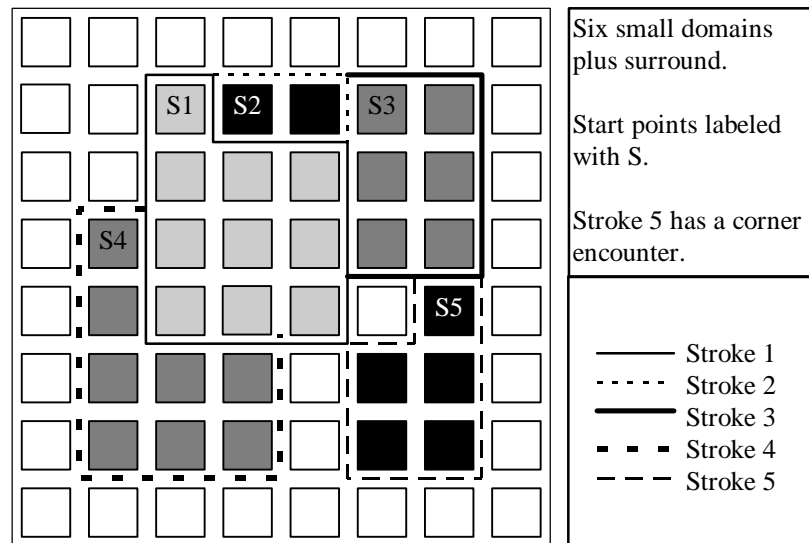 S1
S2
S3
S4
S5
Six small domains
plus surround.
Start points labeled
with S.
Stroke 5 has a corner
encounter.
Stroke 1
Stroke 2
Stroke 3
Stroke 4
Stroke 5